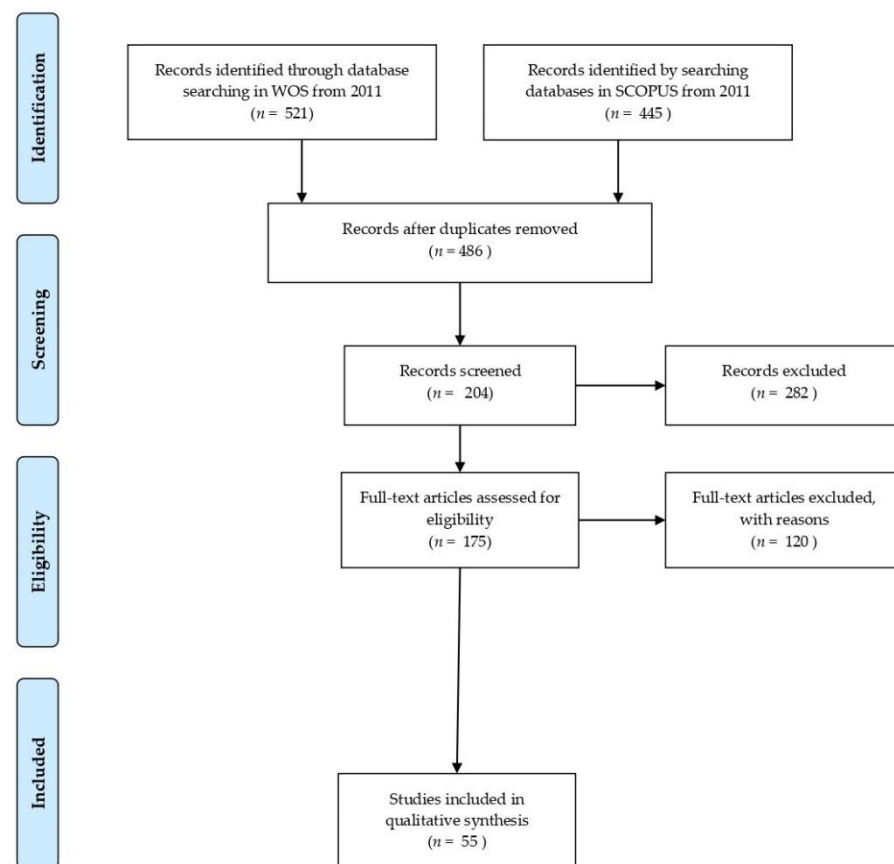 Identification
Records identified through database
searching in WOS from 2011
(n = 521)
Records identified by searching
databases in SCOPUS from 2011
(n = 445 )
Records after duplicates removed
(n = 486 )
Screening
Records screened
(n = 204)
Records excluded
(n = 282 )
Eligibility
Full-text articles assessed for
eligibility
(n = 175)
Full-text articles excluded,
with reasons
(n = 120 )
Included
Studies included in
qualitative synthesis
(n = 55 )